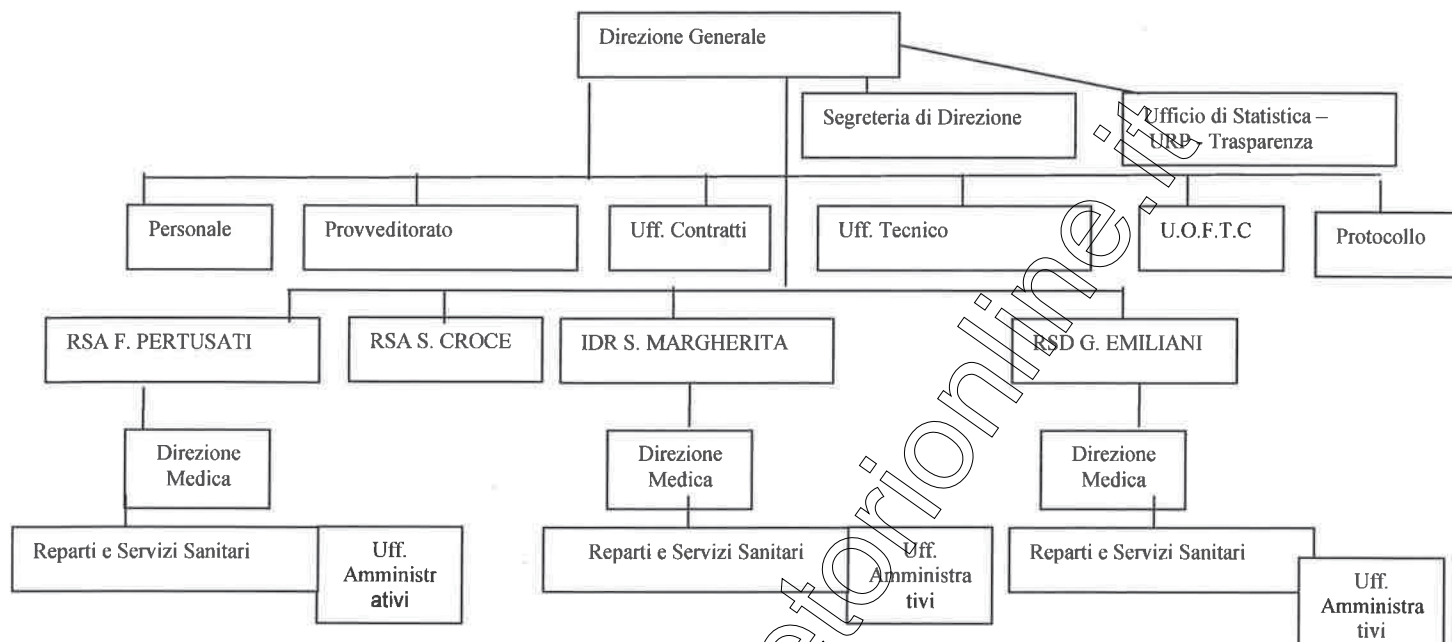 Direzione Generale
Segreteria di Direzione
Ufficio di Statistica –
URP - Trasparenza
Personale
Provveditorato
Uff. Contratti
Uff. Tecnico
U.O.F.T.C
Protocollo
RSA F. PERTUSATI
RSA S. CROCE
IDR S. MARGHERITA
RSD G. EMILIANI
Direzione
Medica
Direzione
Medica
Direzione
Medica
Reparti e Servizi Sanitari
Uff.
Amministr
ativi
Reparti e Servizi Sanitari
Uff.
Amministra
tivi
Reparti e Servizi Sanitari
Uff.
Amministra
tivi
etorionline.it